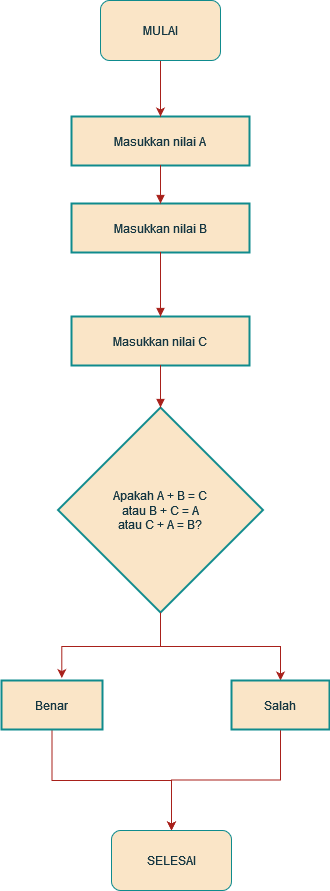 MULAI
Masukkan nilai A
Masukkan nilai B
Masukkan nilai C
Apakah A + B = C
atau B + C = A
atau C + A = B?
Benar
Salah
SELESAI